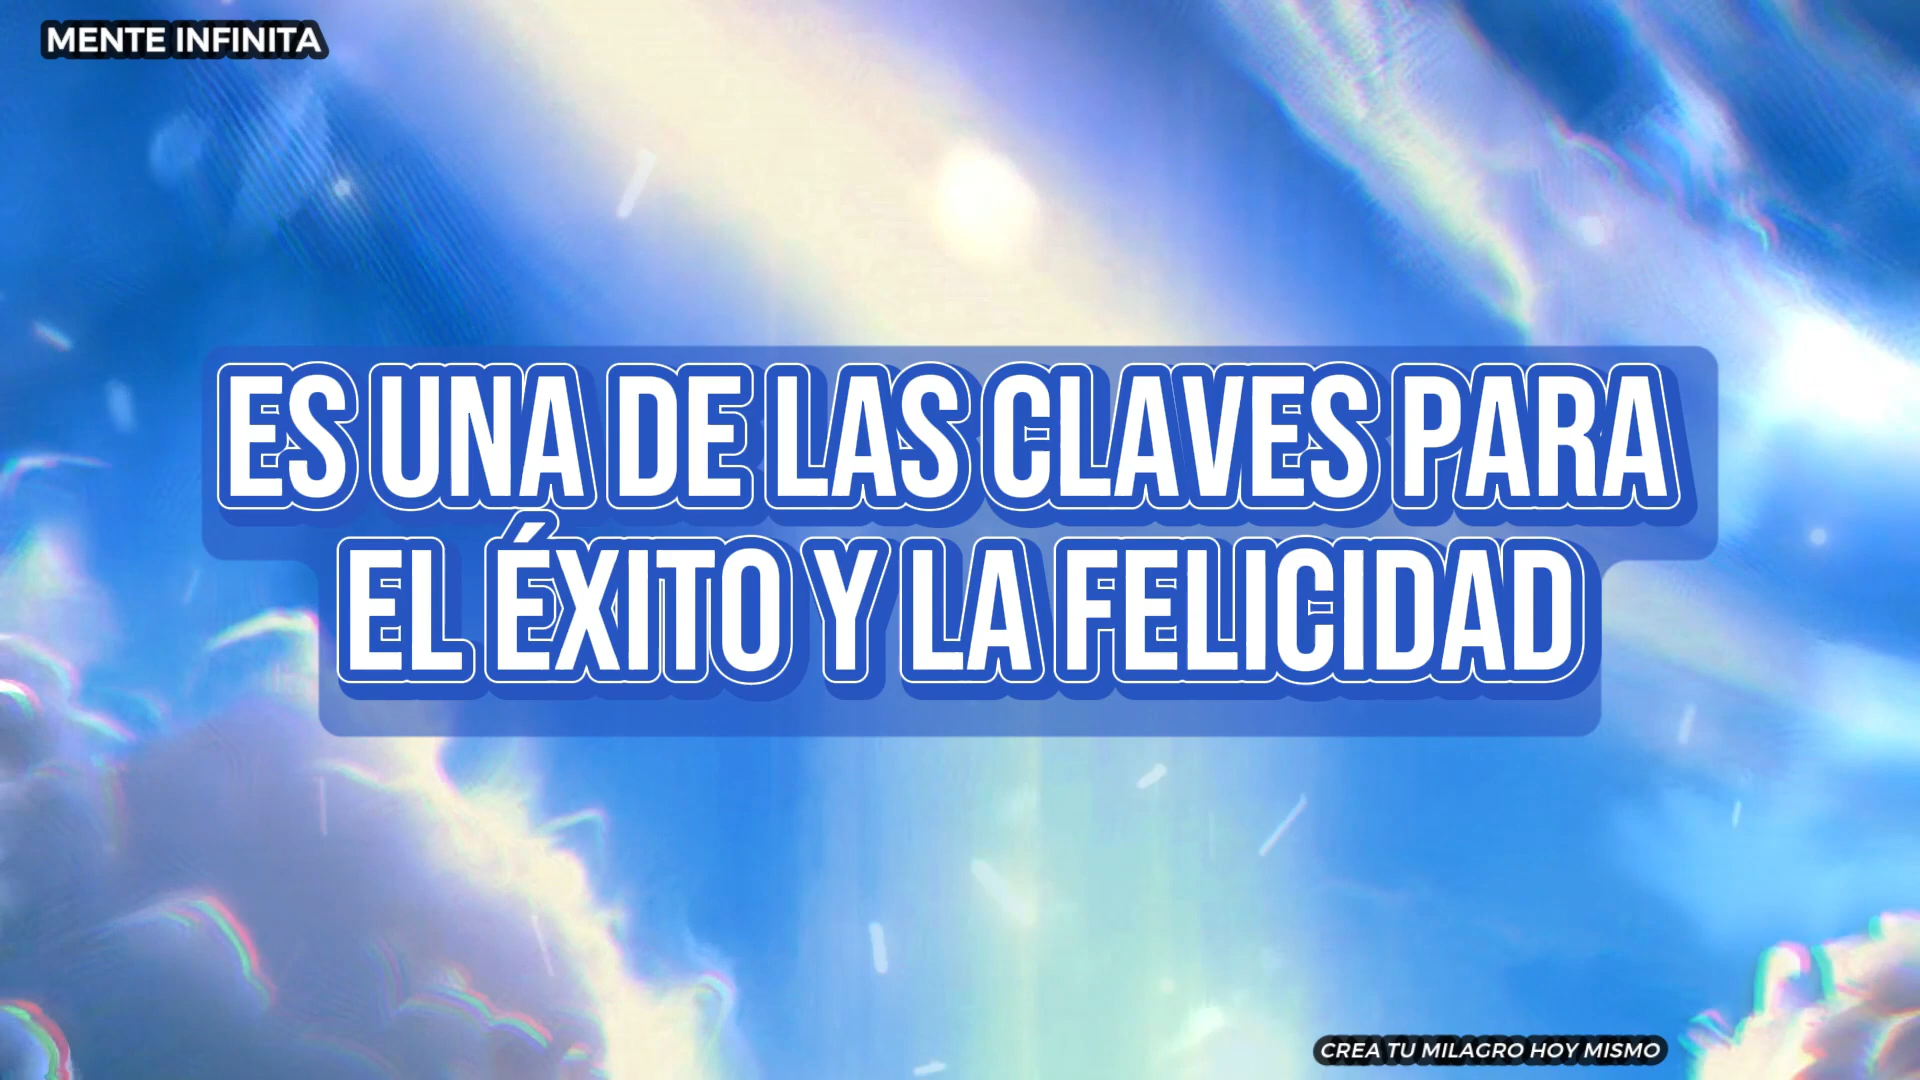 MENTE INFINITA
ES UNA DE LAS CLAVES PARA
EL ÉXITO Y LA FELICIDAD
CREA TU MILAGRO HOY MISMO